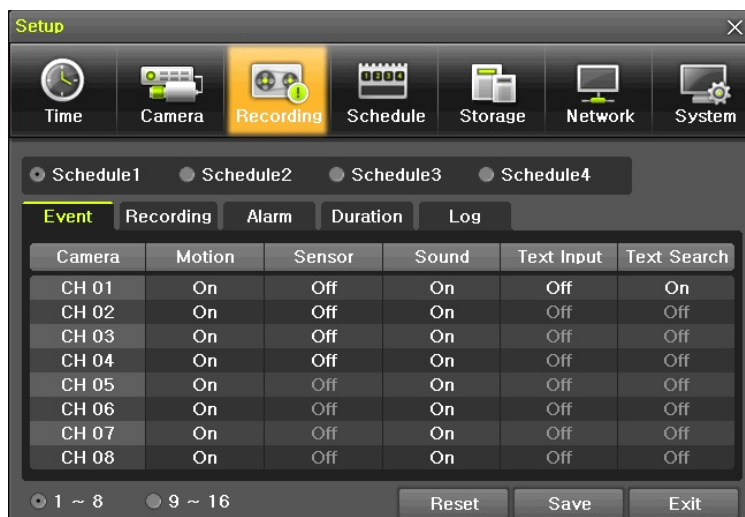 Setup
Time Camera Recording Schedule Storage Network System
Schedule1 Schedule2 Schedule3 Schedule4
Event Recording Alarm Duration Log
Camera Motion Sensor Sound Text Input Text Search
CH 01 On Off On Off On
CH 02 On Off On Off Off
CH 03 On Off On Off Off
CH 04 On Off On Off Off
CH 05 On Off On Off Off
CH 06 On Off On Off Off
CH 07 On Off On Off Off
CH 08 On Off On Off Off
1 ~ 8 9 ~ 16 Reset Save Exit